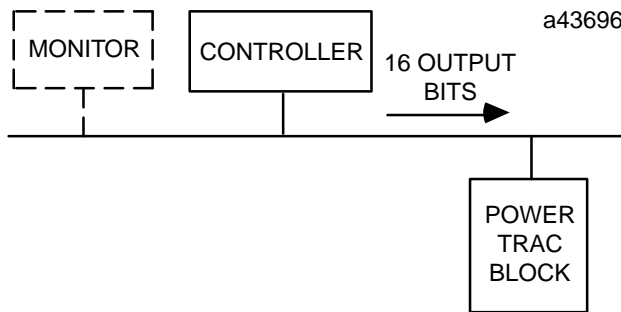 a43696
MONITOR
CONTROLLER
16 OUTPUT
BITS
POWER
TRAC
BLOCK